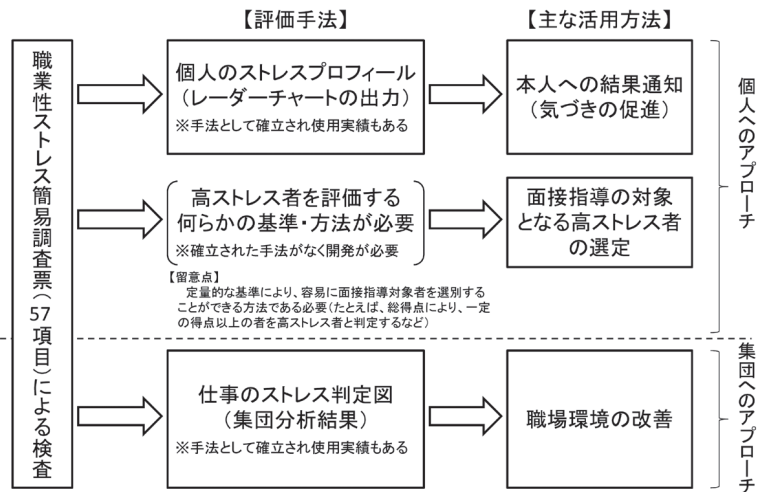 【評価手法】
【主な活用方法】
職業性ストレス簡易調査票(57項目)による検査
個人のストレスプロフィール
(レーダーチャートの出力)
※手法として確立され使用実績もある
本人への結果通知
(気づきの促進)
個人へのアプローチ
高ストレス者を評価する
何らかの基準・方法が必要
※確立された手法がなく開発が必要
面接指導の対象
となる高ストレス者
の選定
【留意点】
定量的な基準により、容易に面接指導対象者を選別する
ことができる方法である必要(たとえば、総得点により、一定
の得点以上の者を高ストレス者と判定するなど)
仕事のストレス判定図
(集団分析結果)
※手法として確立され使用実績もある
職場環境の改善
集団へのアプローチ